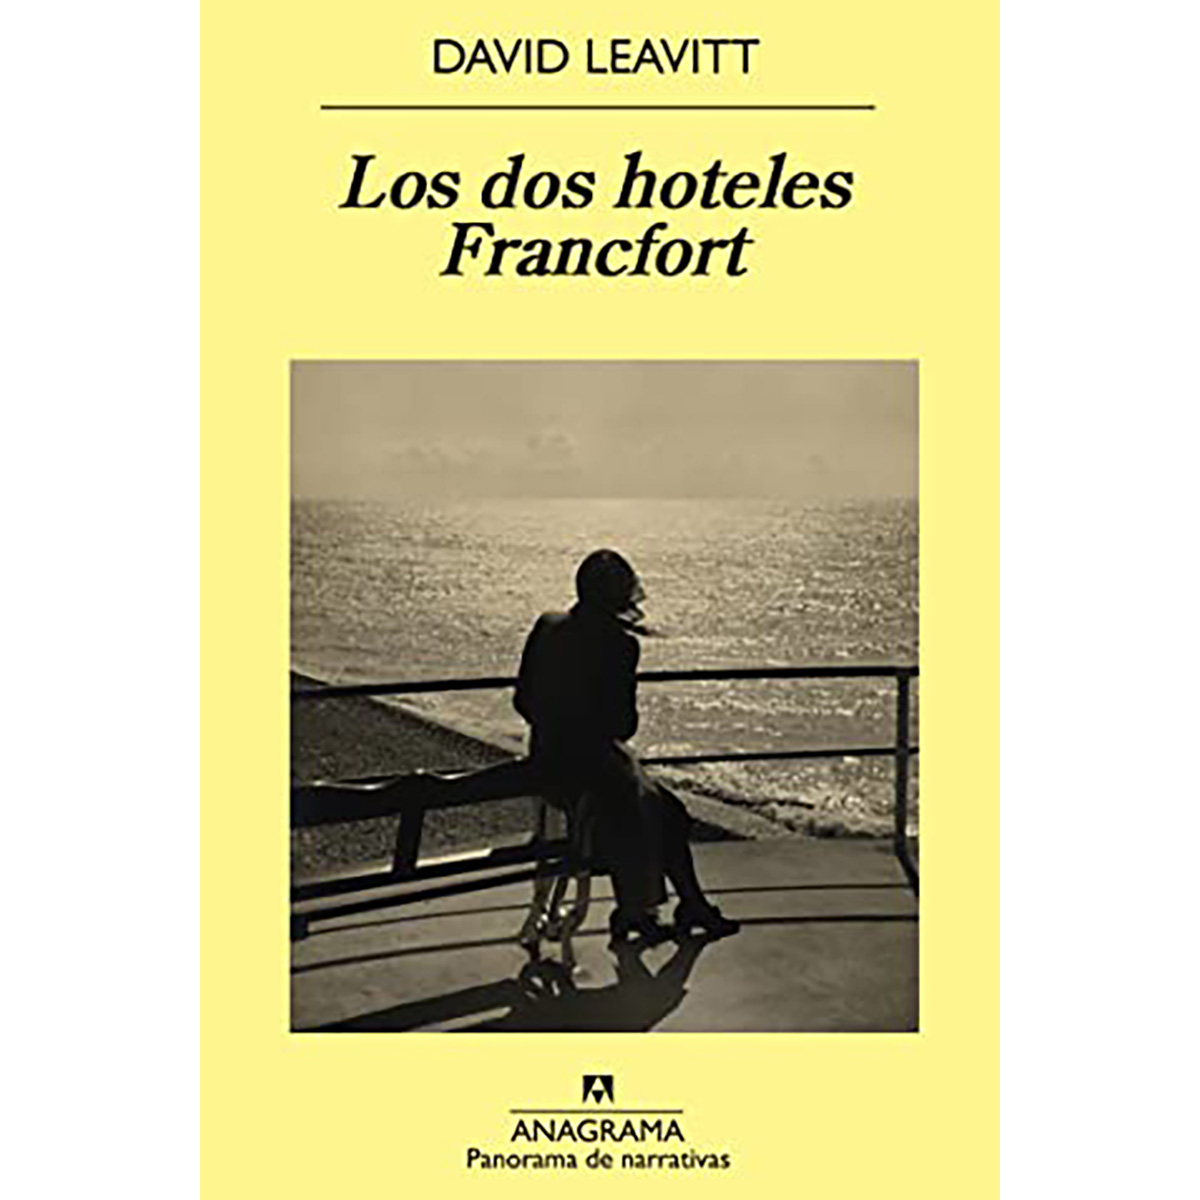 DAVID LEAVITT
Los dos hoteles
Francfort
ANAGRAMA
Panorama de narrativas